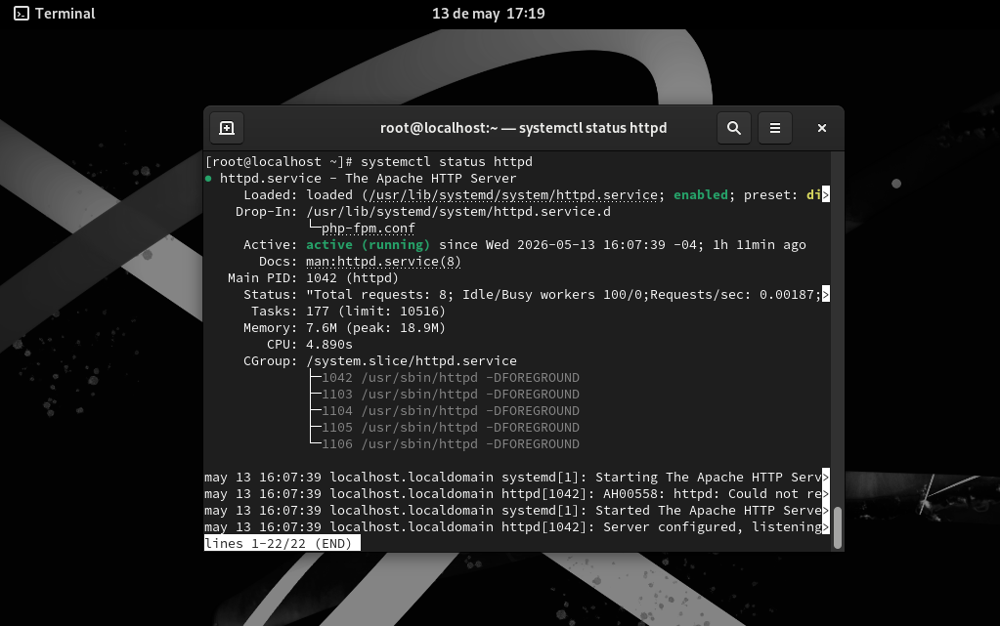 Terminal
13 de may 17:19
root@localhost:~ — systemctl status httpd
[root@localhost ~]# systemctl status httpd
● httpd.service - The Apache HTTP Server
     Loaded: loaded (/usr/lib/systemd/system/httpd.service; enabled; preset: di>
    Drop-In: /usr/lib/systemd/system/httpd.service.d
             └─php-fpm.conf
     Active: active (running) since Wed 2026-05-13 16:07:39 -04; 1h 11min ago
       Docs: man:httpd.service(8)
   Main PID: 1042 (httpd)
     Status: "Total requests: 8; Idle/Busy workers 100/0;Requests/sec: 0.00187;>
      Tasks: 177 (limit: 10516)
     Memory: 7.6M (peak: 18.9M)
        CPU: 4.890s
     CGroup: /system.slice/httpd.service
             ├─1042 /usr/sbin/httpd -DFOREGROUND
             ├─1103 /usr/sbin/httpd -DFOREGROUND
             ├─1104 /usr/sbin/httpd -DFOREGROUND
             ├─1105 /usr/sbin/httpd -DFOREGROUND
             └─1106 /usr/sbin/httpd -DFOREGROUND
may 13 16:07:39 localhost.localdomain systemd[1]: Starting The Apache HTTP Serv>
may 13 16:07:39 localhost.localdomain httpd[1042]: AH00558: httpd: Could not re>
may 13 16:07:39 localhost.localdomain systemd[1]: Started The Apache HTTP Serve>
may 13 16:07:39 localhost.localdomain httpd[1042]: Server configured, listening>
lines 1-22/22 (END)